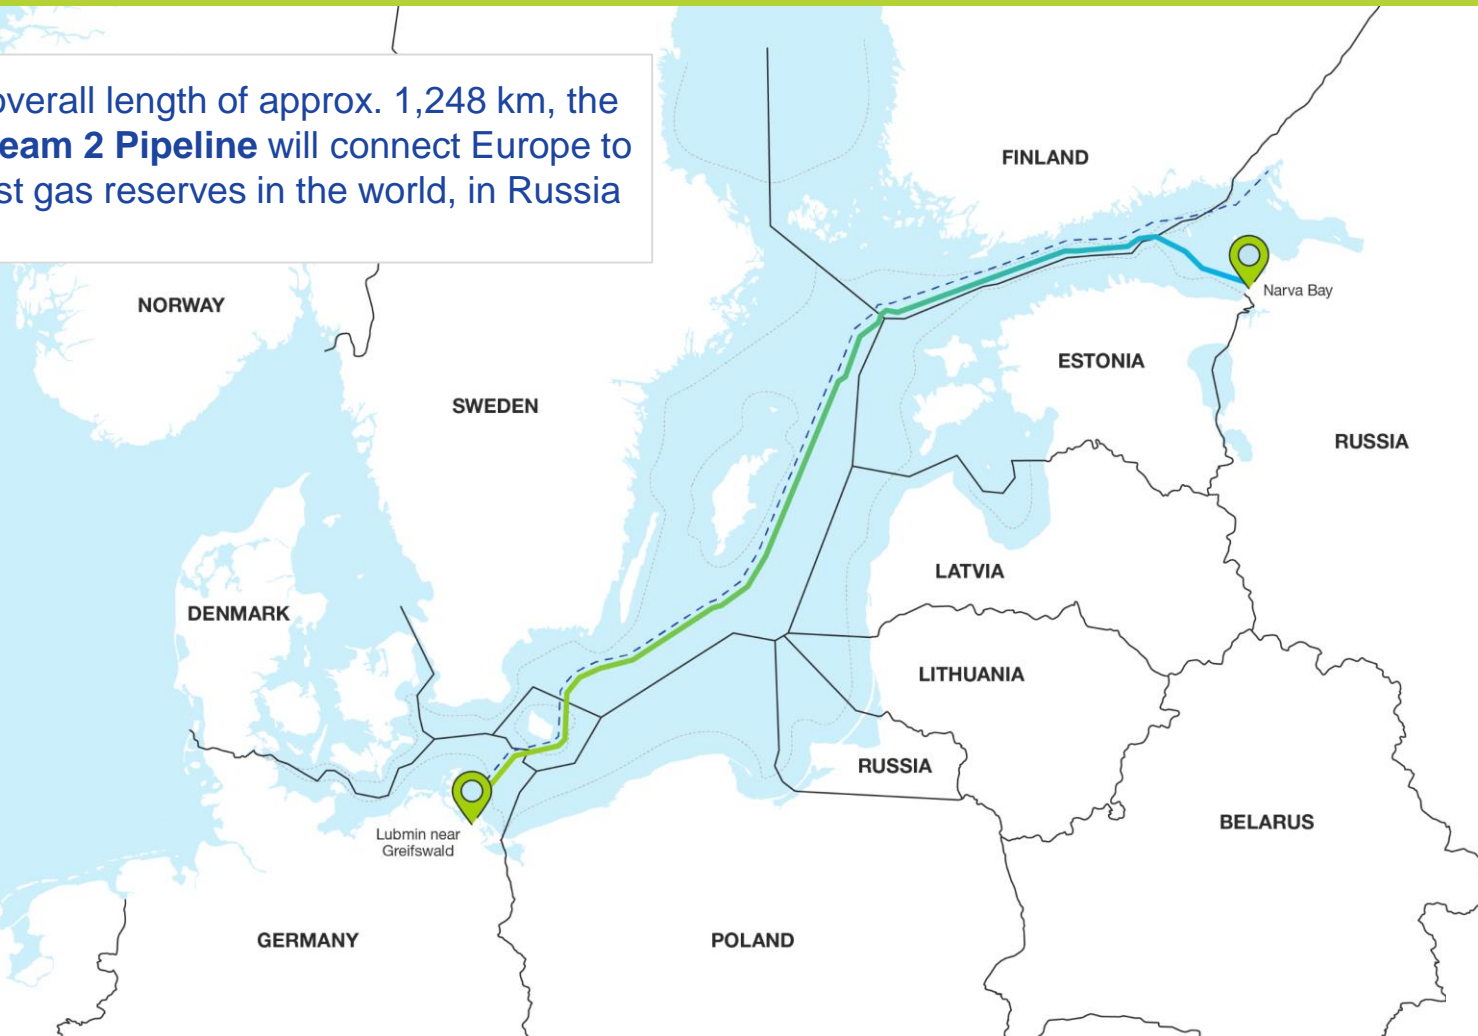 overall length of approx. 1,248 km, the
eam 2 Pipeline will connect Europe to
st gas reserves in the world, in Russia
FINLAND
NORWAY
Narva Bay
ESTONIA
SWEDEN
RUSSIA
LATVIA
DENMARK
LITHUANIA
RUSSIA
BELARUS
Lubmin near
Greifswald
GERMANY
POLAND